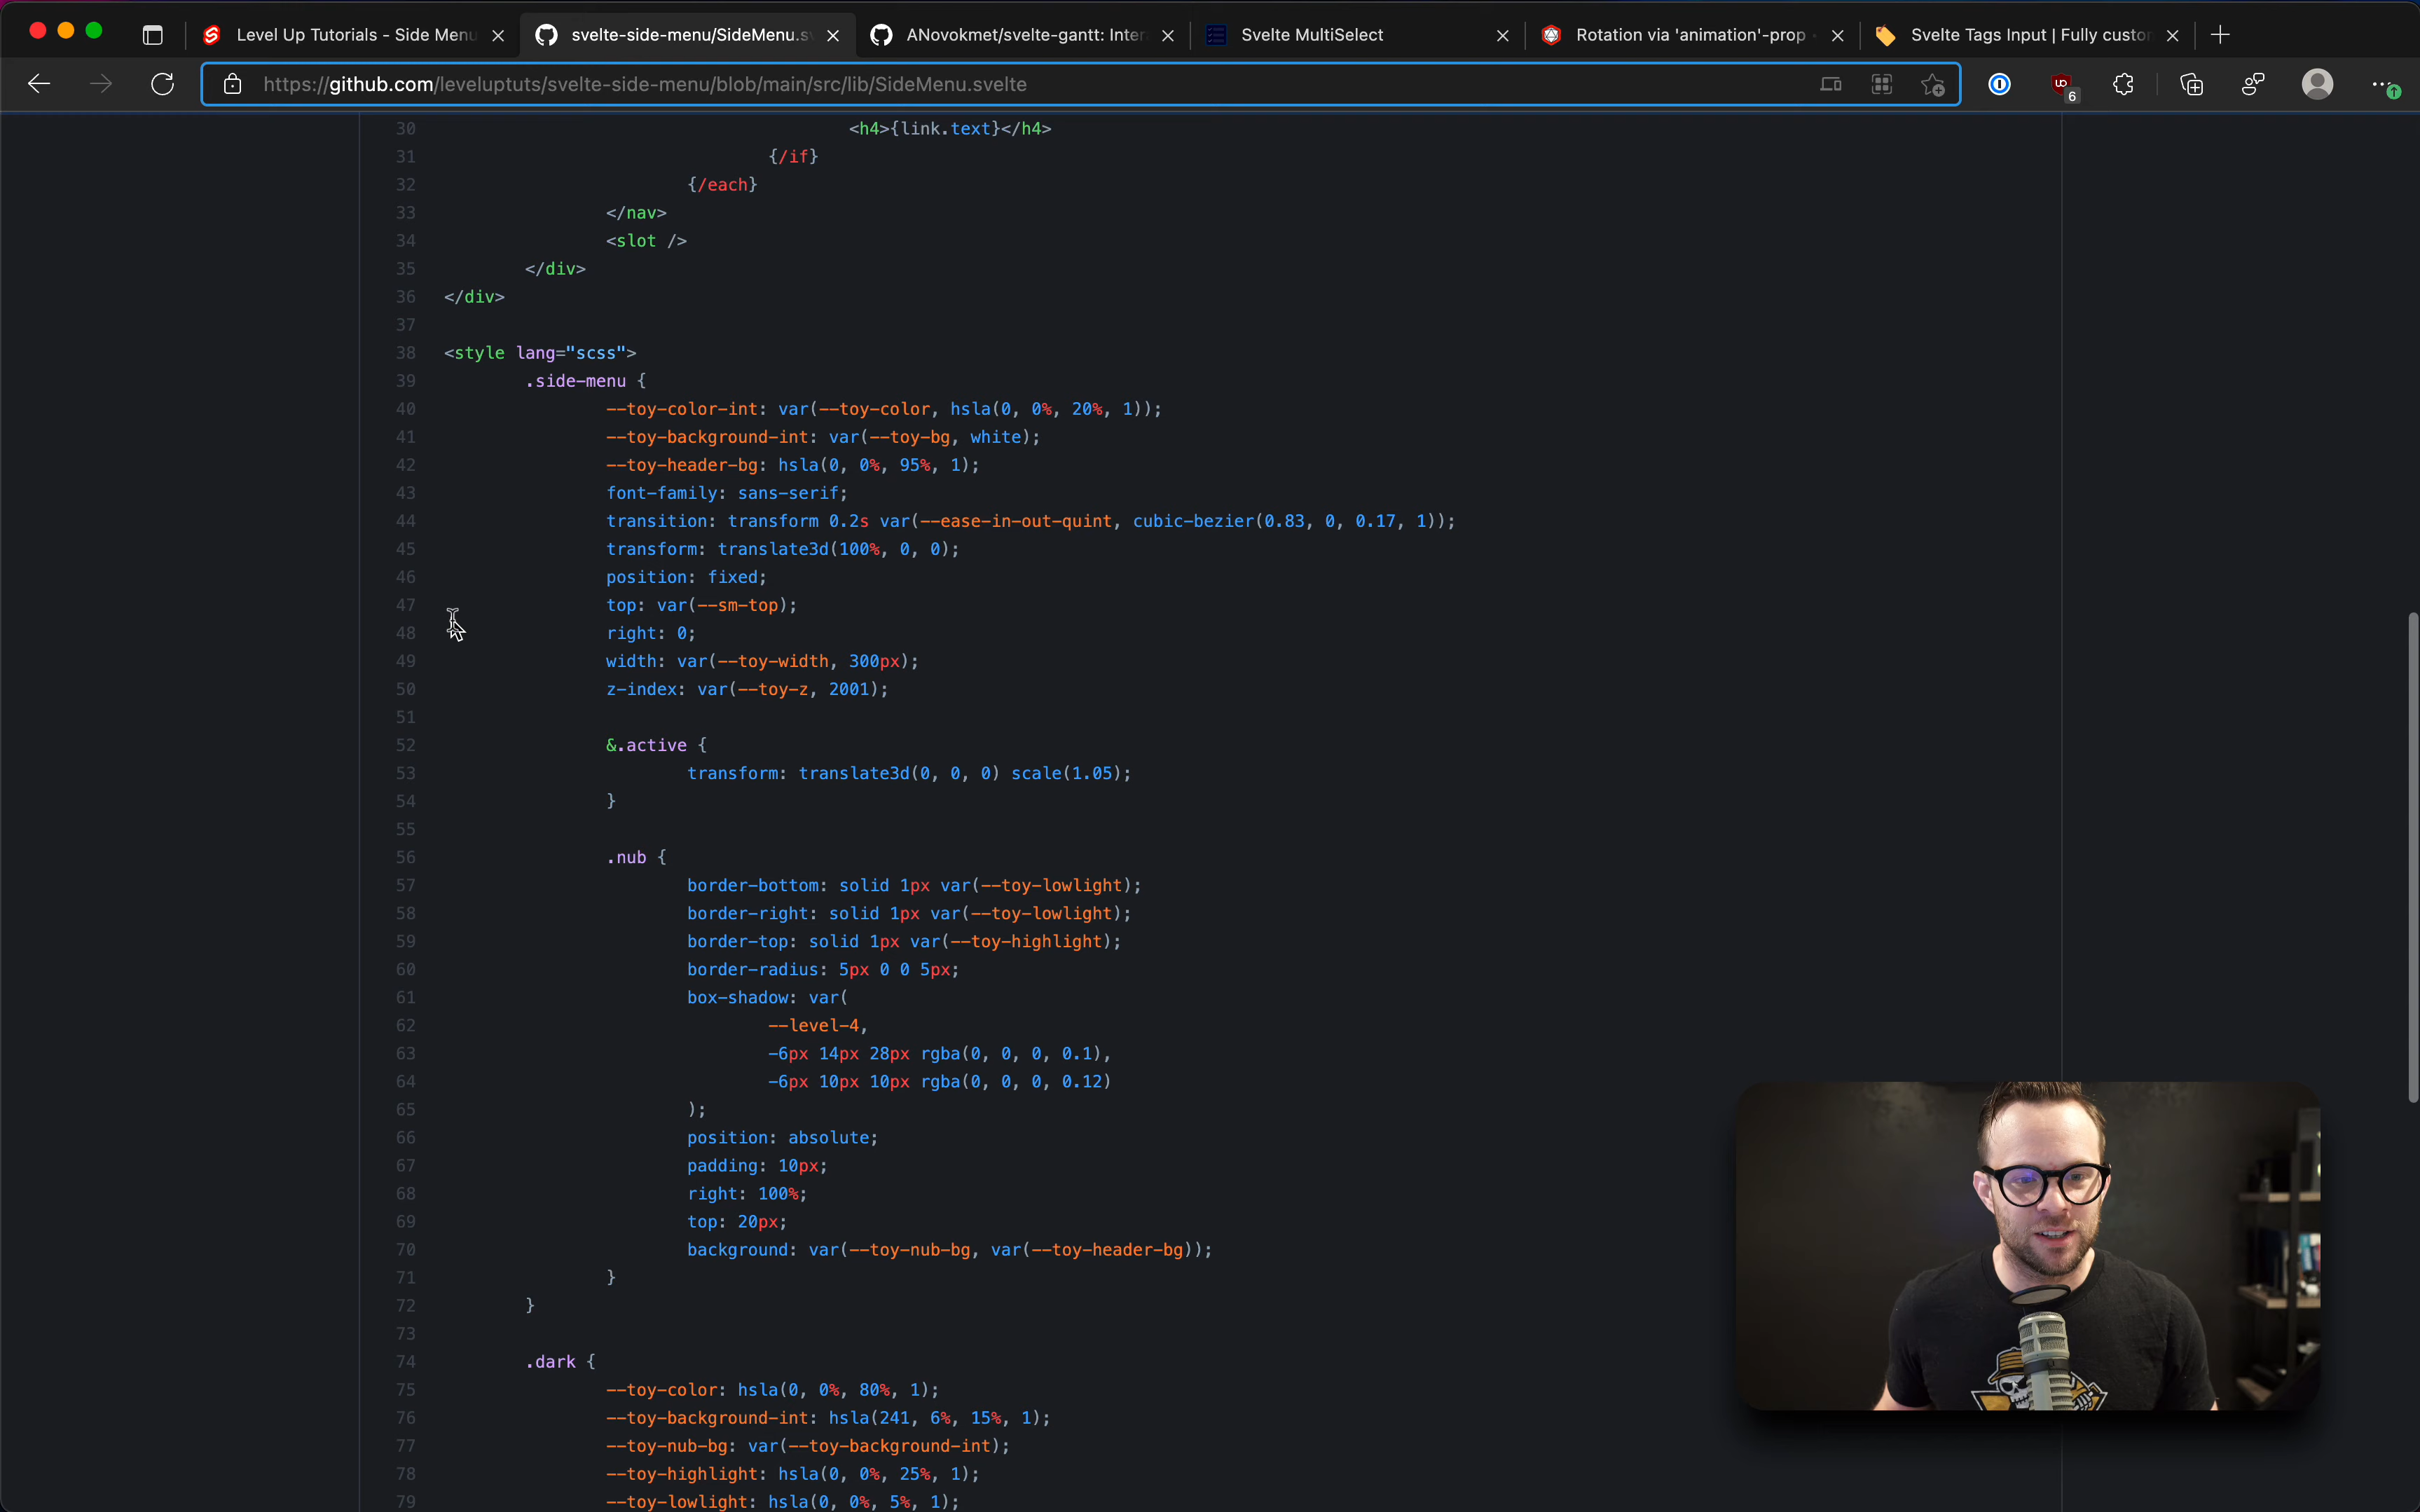 Level Up Tutorials - Side Menu
svelte-side-menu/SideMenu.s
ANovokmet/svelte-gantt: Inter
Svelte MultiSelect
Rotation via 'animation'-prop
Svelte Tags Input | Fully custo
https://github.com/leveluptuts/svelte-side-menu/blob/main/src/lib/SideMenu.svelte
6
30 <h4>{link.text}</h4>
31 {/if}
32 {/each}
33 </nav>
34 <slot />
35 </div>
36 </div>
37
38 <style lang="scss">
39 .side-menu {
40 --toy-color-int: var(--toy-color, hsla(0, 0%, 20%, 1));
41 --toy-background-int: var(--toy-bg, white);
42 --toy-header-bg: hsla(0, 0%, 95%, 1);
43 font-family: sans-serif;
44 transition: transform 0.2s var(--ease-in-out-quint, cubic-bezier(0.83, 0, 0.17, 1));
45 transform: translate3d(100%, 0, 0);
46 position: fixed;
47 top: var(--sm-top);
48 right: 0;
49 width: var(--toy-width, 300px);
50 z-index: var(--toy-z, 2001);
51
52 &.active {
53 transform: translate3d(0, 0, 0) scale(1.05);
54 }
55
56 .nub {
57 border-bottom: solid 1px var(--toy-lowlight);
58 border-right: solid 1px var(--toy-lowlight);
59 border-top: solid 1px var(--toy-highlight);
60 border-radius: 5px 0 0 5px;
61 box-shadow: var(
62 --level-4,
63 -6px 14px 28px rgba(0, 0, 0, 0.1),
64 -6px 10px 10px rgba(0, 0, 0, 0.12)
65 );
66 position: absolute;
67 padding: 10px;
68 right: 100%;
69 top: 20px;
70 background: var(--toy-nub-bg, var(--toy-header-bg));
71 }
72 }
73
74 .dark {
75 --toy-color: hsla(0, 0%, 80%, 1);
76 --toy-background-int: hsla(241, 6%, 15%, 1);
77 --toy-nub-bg: var(--toy-background-int);
78 --toy-highlight: hsla(0, 0%, 25%, 1);
79 --toy-lowlight: hsla(0, 0%, 5%, 1);